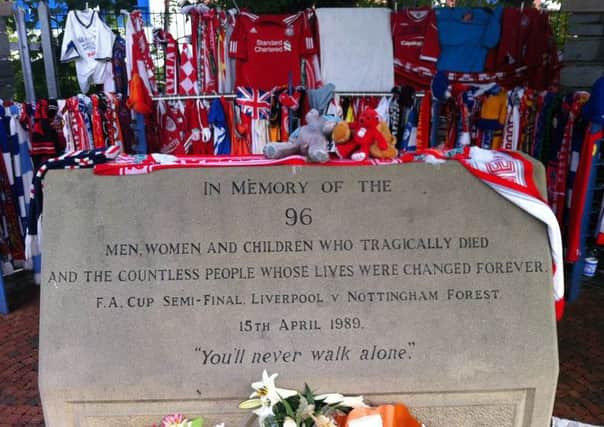 Standard
Chartered
IN MEMORY OF THE
96
MEN, WOMEN AND CHILDREN WHO TRAGICALLY DIED
AND THE COUNTLESS PEOPLE WHOSE LIVES WERE CHANGED FOREVER.
F.A. CUP SEMI-FINAL. LIVERPOOL V NOTTINGHAM FOREST
15TH APRIL 1989.
"You'll never walk alone."